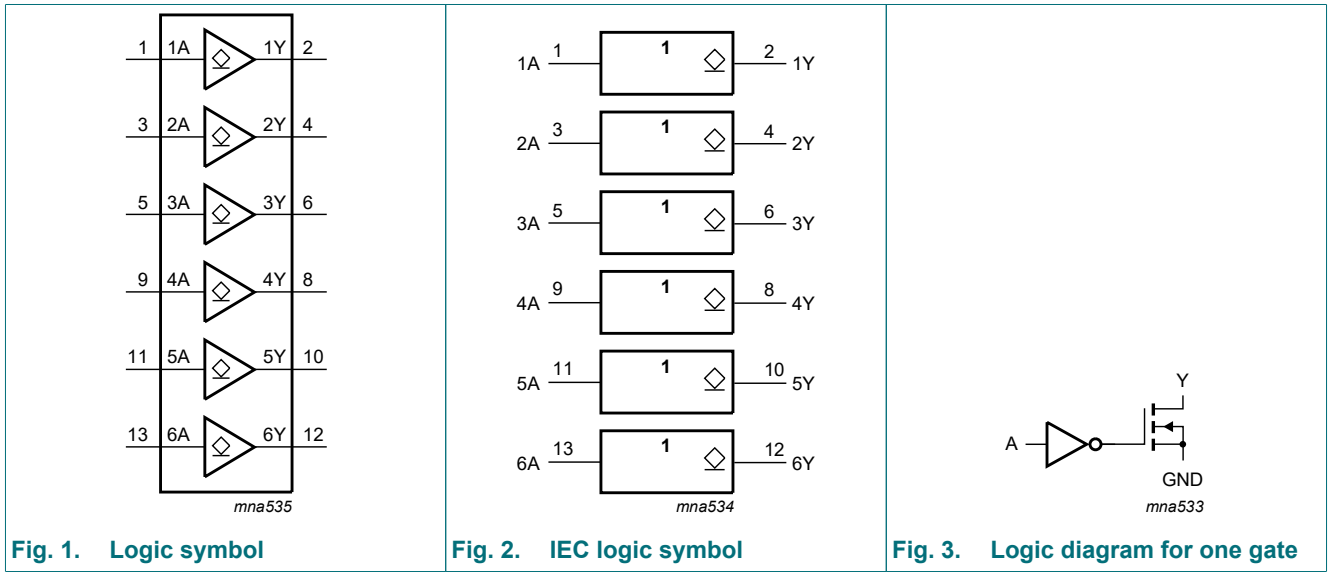 1 1A 1Y 2
3 2A 2Y 4
5 3A 3Y 6
9 4A 4Y 8
11 5A 5Y 10
13 6A 6Y 12
mna535
Fig. 1. Logic symbol
1A 1 1 2 1Y
2A 3 1 4 2Y
3A 5 1 6 3Y
4A 9 1 8 4Y
5A 11 1 10 5Y
6A 13 1 12 6Y
mna534
Fig. 2. IEC logic symbol
Y
A
GND
mna533
Fig. 3. Logic diagram for one gate